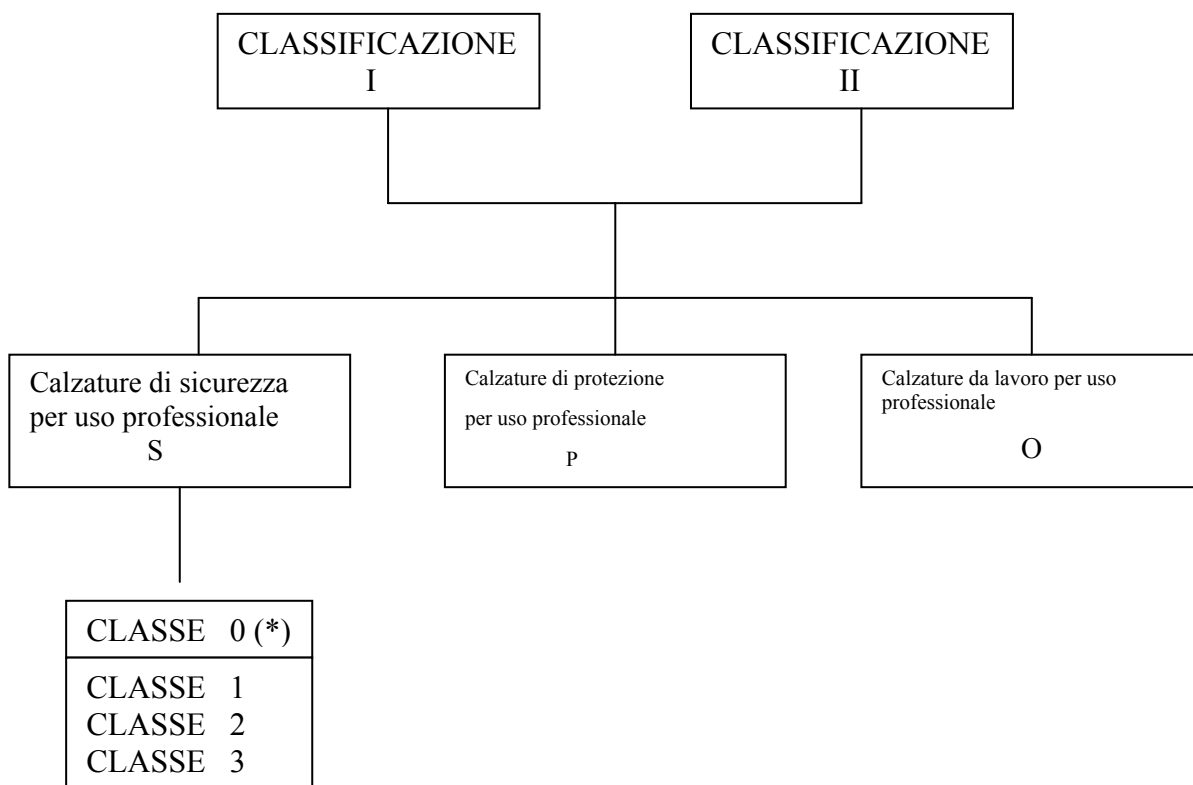 CLASSIFICAZIONE
I
CLASSIFICAZIONE
II
Calzature di sicurezza
per uso professionale
S
Calzature di protezione
per uso professionale
P
Calzature da lavoro per uso
professionale
O
CLASSE 0 (*)
CLASSE 1
CLASSE 2
CLASSE 3